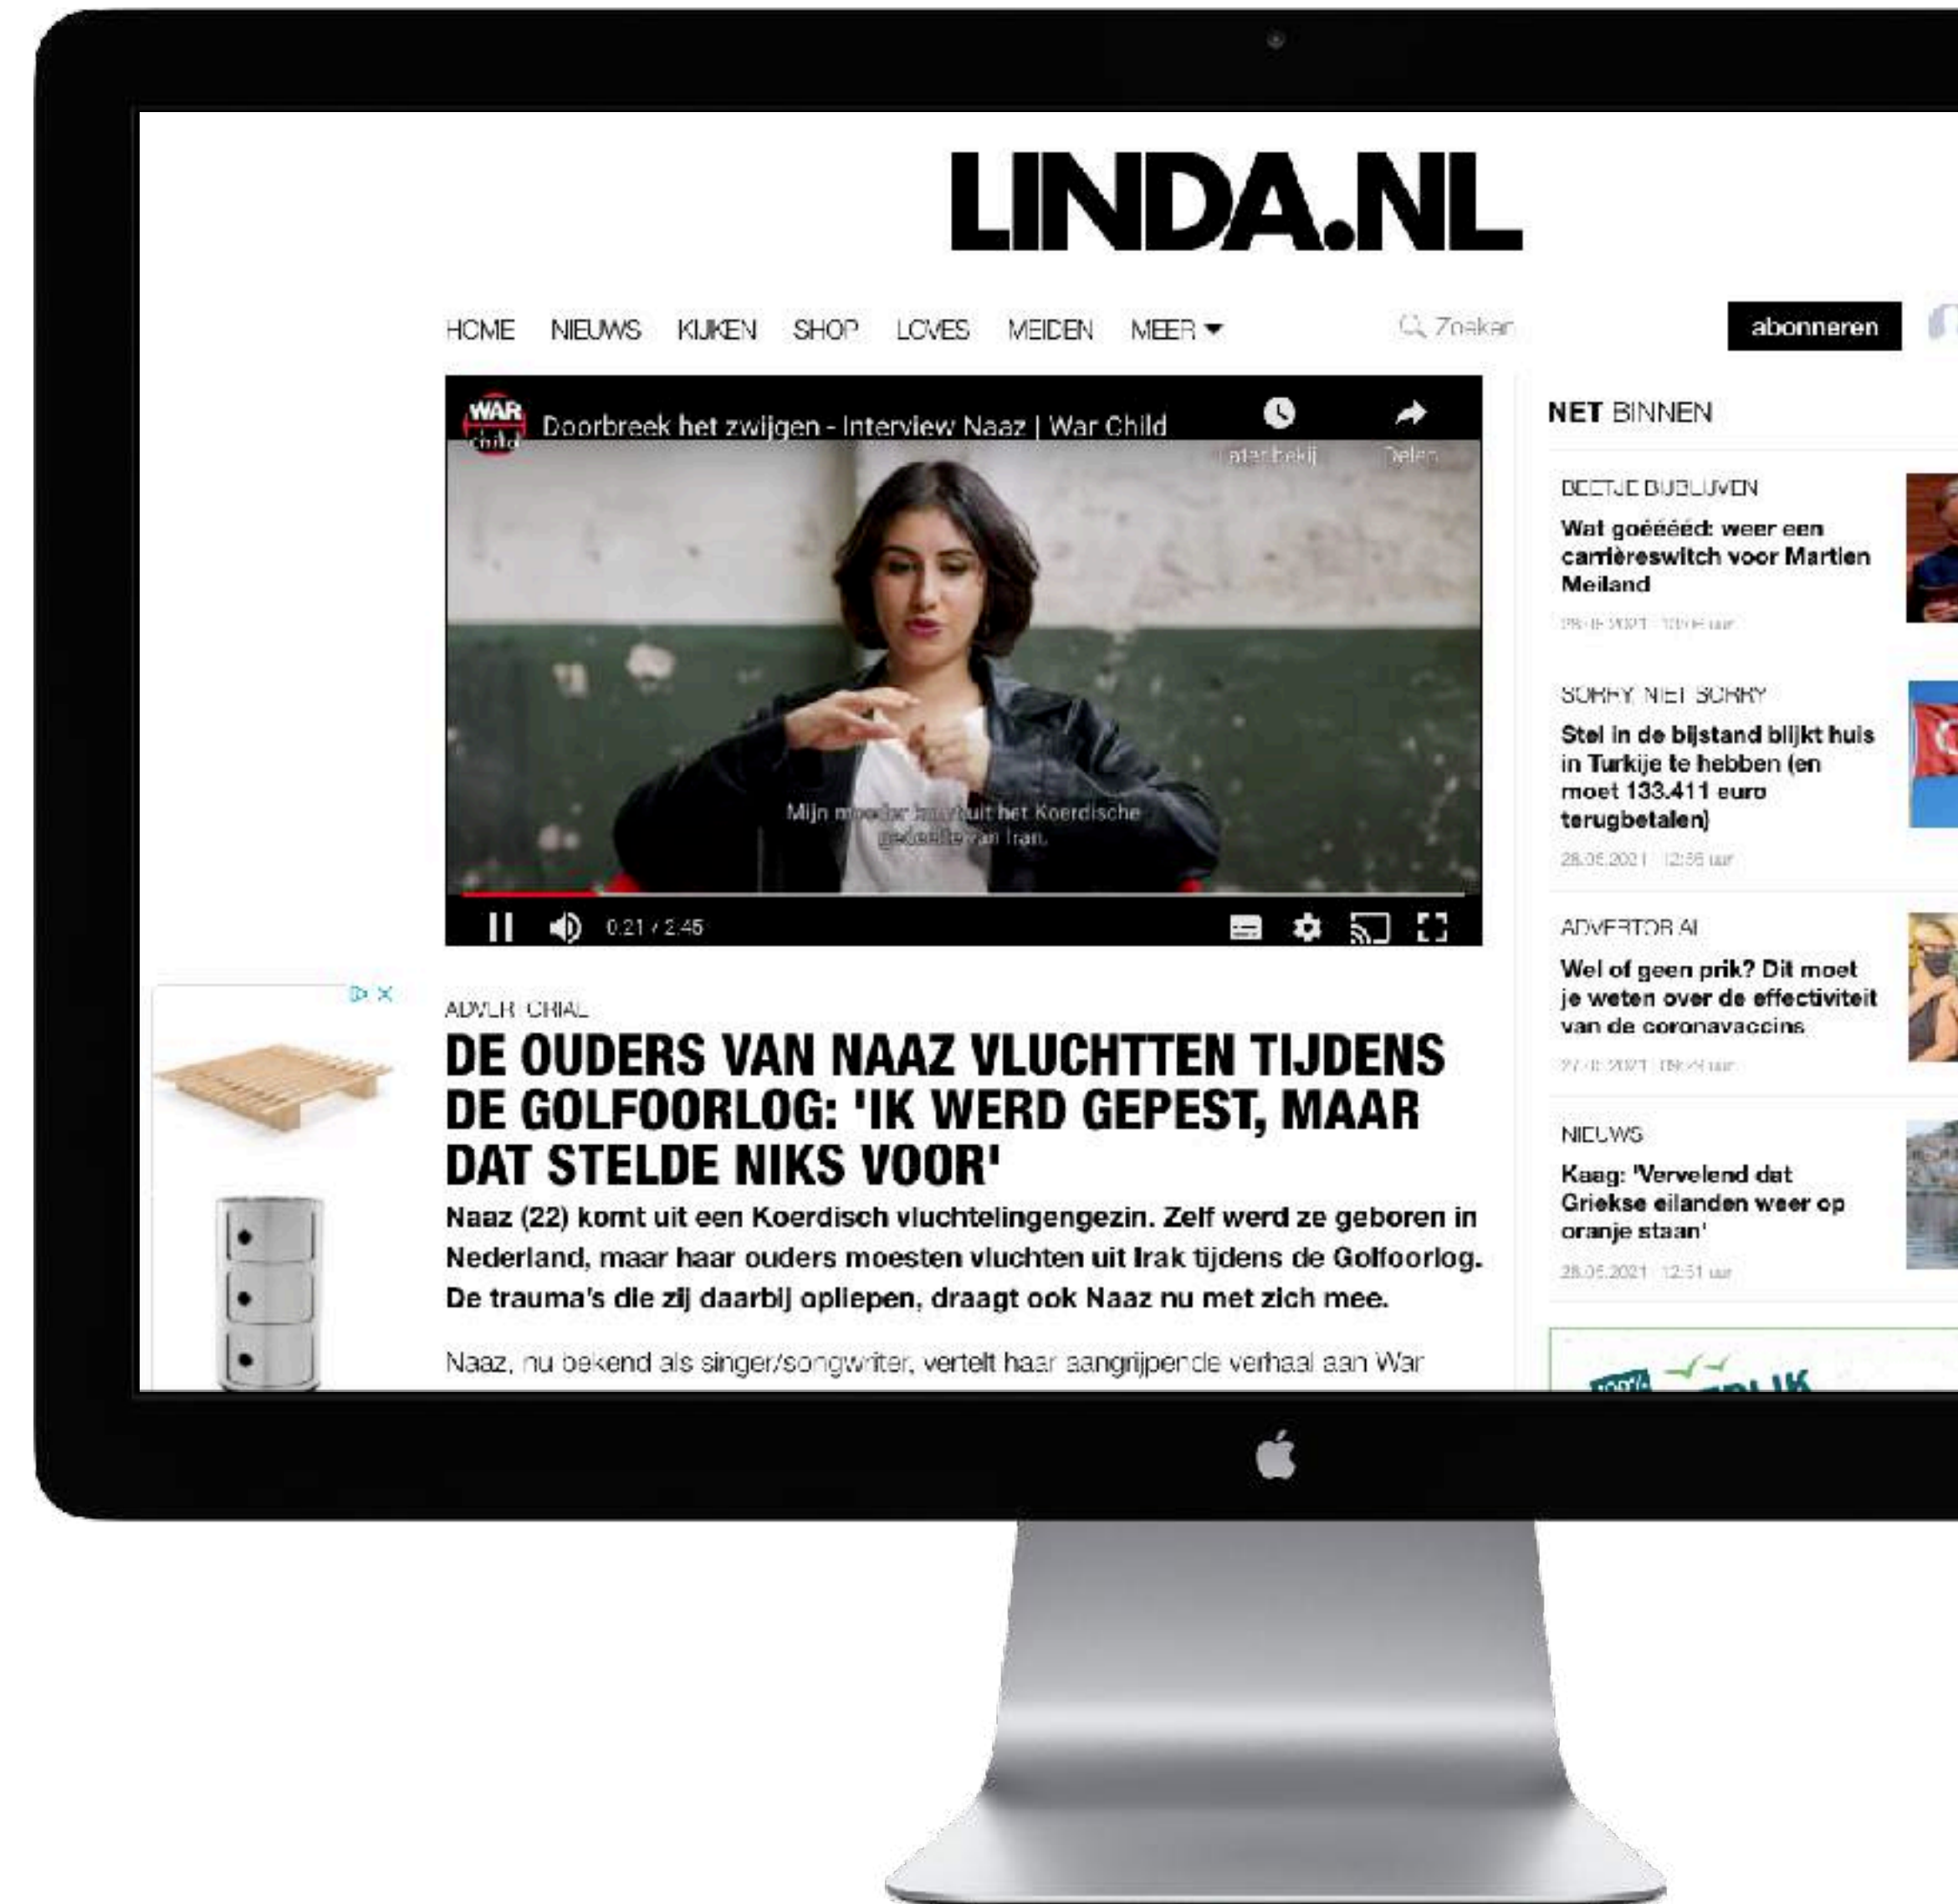 LINDA.NL
HOME NIEUWS KIJKEN SHOP LOVES MEIDEN MEER
Zoeken
abonneren
WAR
child
Doorbreek het zwijgen - Interview Naaz | War Child
Later bekij
Delen
Mijn moeder komt uit het Koerdische
gedeelte van Iran.
0:21 / 2:45
ADVERTORIAL
DE OUDERS VAN NAAZ VLUCHTTEN TIJDENS
DE GOLFOORLOG: 'IK WERD GEPEST, MAAR
DAT STELDE NIKS VOOR'
Naaz (22) komt uit een Koerdisch vluchtelingengezin. Zelf werd ze geboren in
Nederland, maar haar ouders moesten vluchten uit Irak tijdens de Golfoorlog.
De trauma's die zij daarbij opliepen, draagt ook Naaz nu met zich mee.
Naaz, nu bekend als singer/songwriter, vertelt haar aangrijpende verhaal aan War
NET BINNEN
BEETJE BIJBLIJVEN
Wat goéééééd: weer een
carrièreswitch voor Martien
Meiland
SORRY, NIET SORRY
Stel in de bijstand blijkt huis
in Turkije te hebben (en
moet 133.411 euro
terugbetalen)
28.05.2021 12:56 uur
ADVERTORIAL
Wel of geen prik? Dit moet
je weten over de effectiviteit
van de coronavaccins
NIEUWS
Kaag: 'Vervelend dat
Griekse eilanden weer op
oranje staan'
28.05.2021 12:51 uur
100%